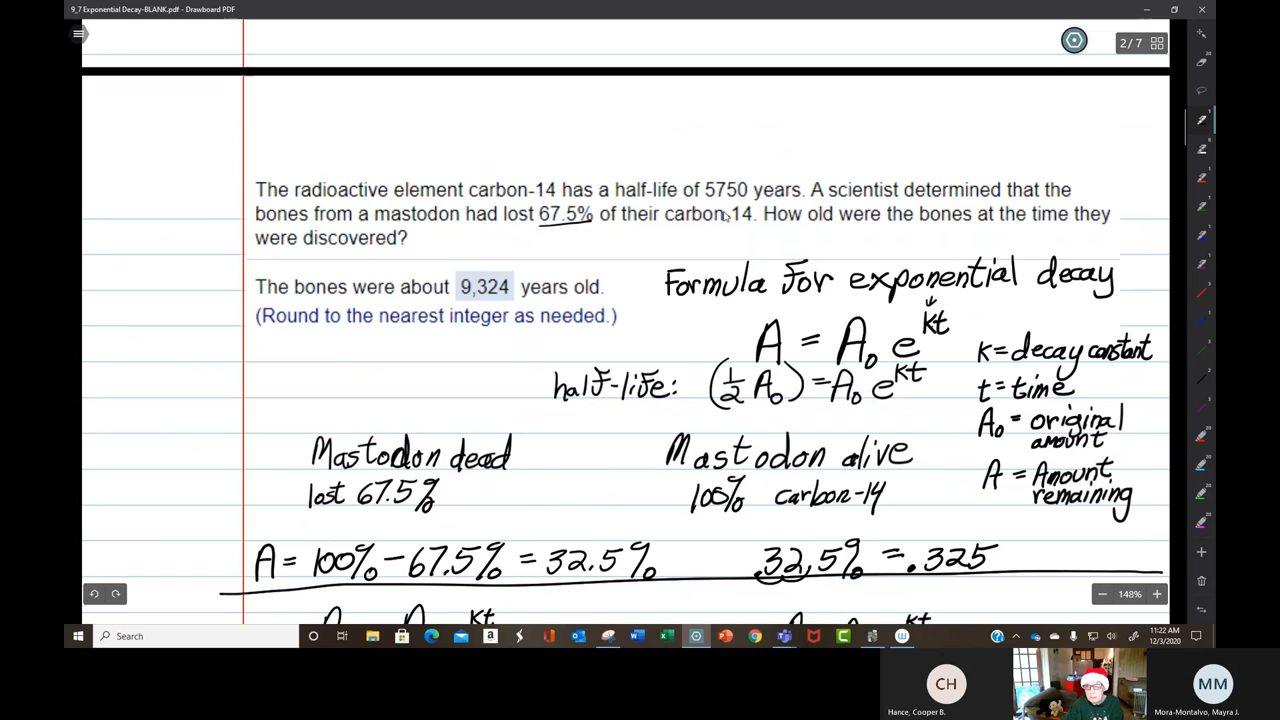 9_7 Exponential Decay-BLANK.pdf - Drawboard PDF
2 / 7
The radioactive element carbon-14 has a half-life of 5750 years. A scientist determined that the
bones from a mastodon had lost 67.5% of their carbon-14. How old were the bones at the time they
were discovered?
The bones were about 9,324 years old.
(Round to the nearest integer as needed.)
Formula for exponential decay
A = A₀ e^kt
half-life: (½ A₀) = A₀ e^kt
k = decay constant
t = time
A₀ = original
amount
A = Amount
remaining
Mastodon dead
lost 67.5%
Mastodon alive
100% carbon-14
A = 100% - 67.5% = 32.5%
.32.5% = .325
kt
kt
148%
Search
11:22 AM
12/3/2020
CH
Hance, Cooper B.
MM
Mora-Montalvo, Mayra J.